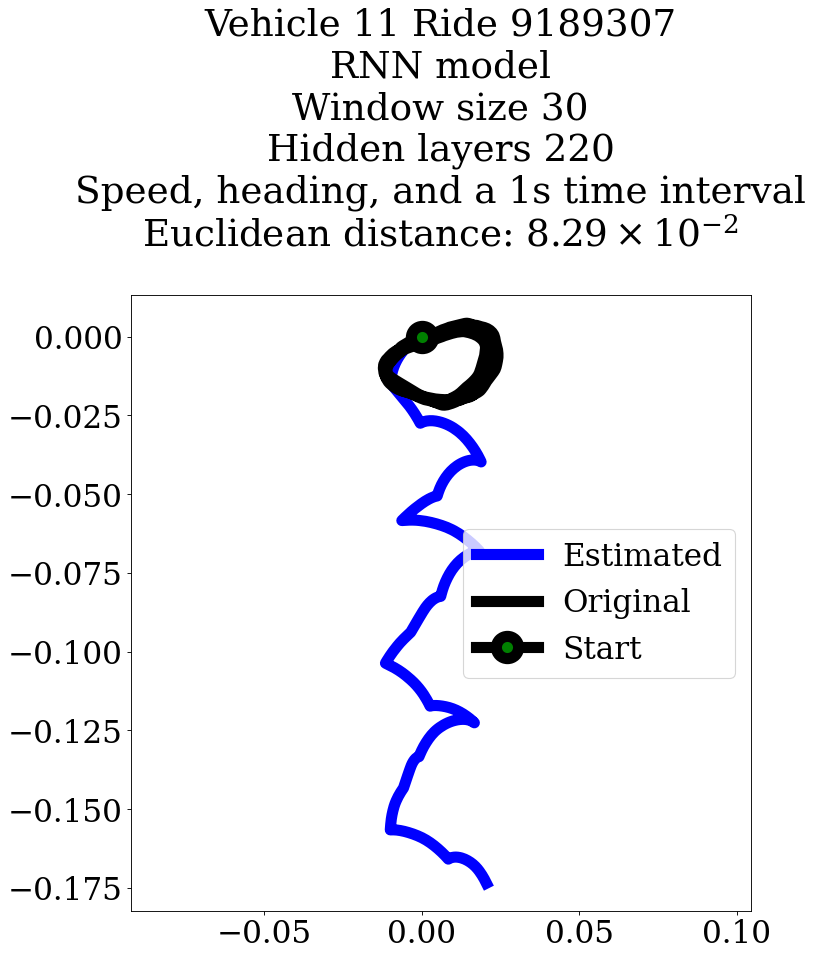 Vehicle 11 Ride 9189307
RNN model
Window size 30
Hidden layers 220
Speed, heading, and a 1s time interval
Euclidean distance: 8.29 × 10⁻²
0.000
−0.025
−0.050
−0.075
−0.100
−0.125
−0.150
−0.175
Estimated
Original
Start
−0.05
0.00
0.05
0.10